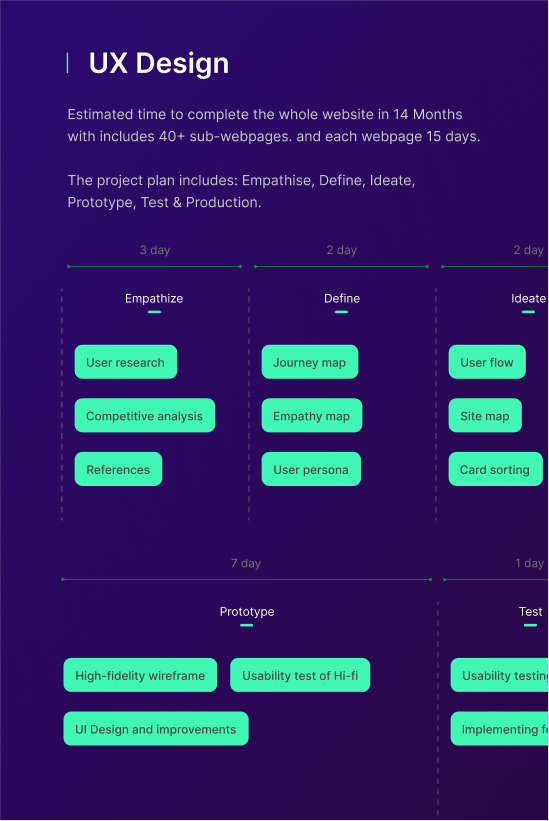 UX Design
Estimated time to complete the whole website in 14 Months
with includes 40+ sub-webpages. and each webpage 15 days.
The project plan includes: Empathise, Define, Ideate,
Prototype, Test & Production.
3 day
2 day
2 day
Empathize
Define
Ideate
User research
Journey map
User flow
Competitive analysis
Empathy map
Site map
References
User persona
Card sorting
7 day
1 day
Prototype
Test
High-fidelity wireframe
Usability test of Hi-fi
Usability testing
UI Design and improvements
Implementing